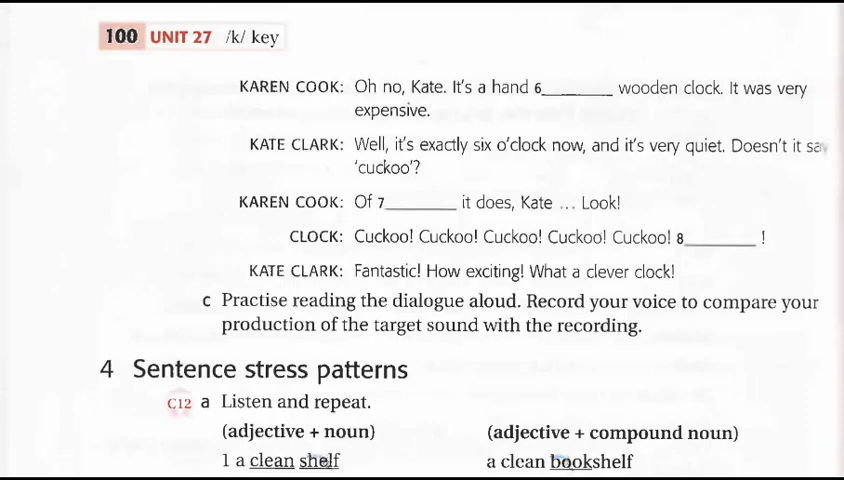 100 UNIT 27 /k/ key
KAREN COOK: Oh no, Kate. It's a hand 6________ wooden clock. It was very
expensive.
KATE CLARK: Well, it's exactly six o'clock now, and it's very quiet. Doesn't it say
'cuckoo'?
KAREN COOK: Of 7________ it does, Kate ... Look!
CLOCK: Cuckoo! Cuckoo! Cuckoo! Cuckoo! Cuckoo! 8________ !
KATE CLARK: Fantastic! How exciting! What a clever clock!
c Practise reading the dialogue aloud. Record your voice to compare your
production of the target sound with the recording.
4 Sentence stress patterns
C12 a Listen and repeat.
(adjective + noun) (adjective + compound noun)
1 a clean shelf a clean bookshelf